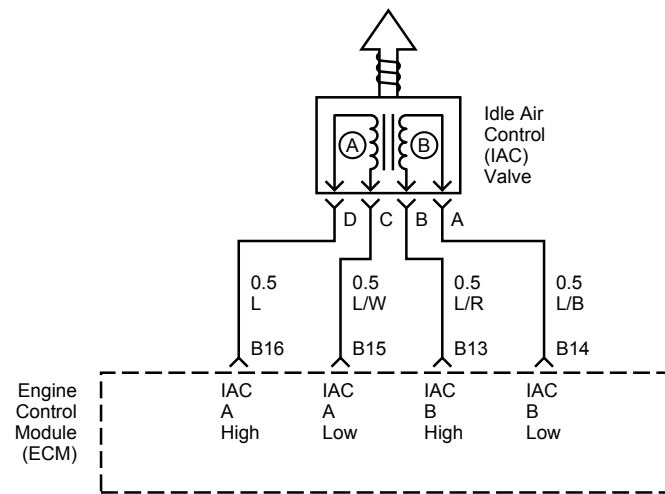 Idle Air
Control
(IAC)
Valve
A B
D C B A
0.5 0.5 0.5 0.5
L L/W L/R L/B
B16 B15 B13 B14
Engine
Control
Module
(ECM)
IAC IAC IAC IAC
A A B B
High Low High Low